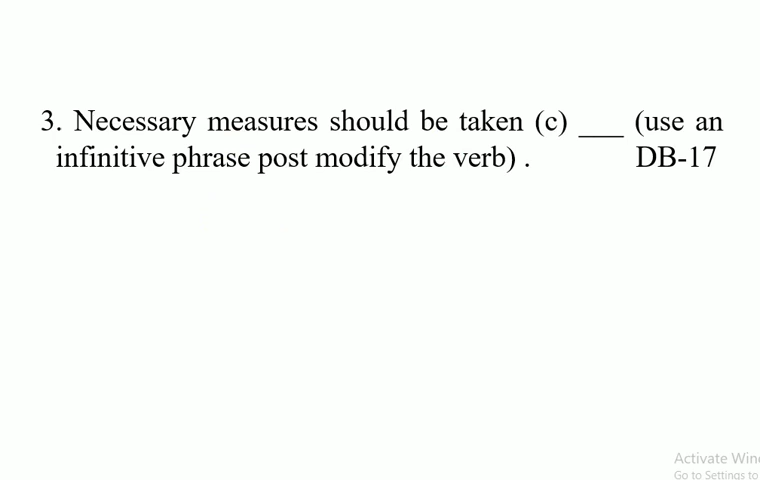 3. Necessary measures should be taken (c) ___ (use an
infinitive phrase post modify the verb) . DB-17
Activate Win
Go to Settings to